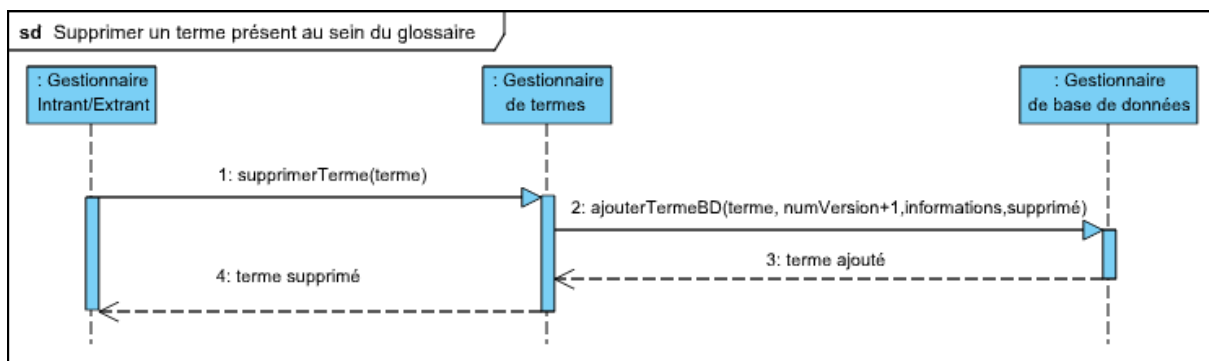 sd Supprimer un terme présent au sein du glossaire
: Gestionnaire
Intrant/Extrant
: Gestionnaire
de termes
: Gestionnaire
de base de données
1: supprimerTerme(terme)
2: ajouterTermeBD(terme, numVersion+1,informations,supprimé)
3: terme ajouté
4: terme supprimé